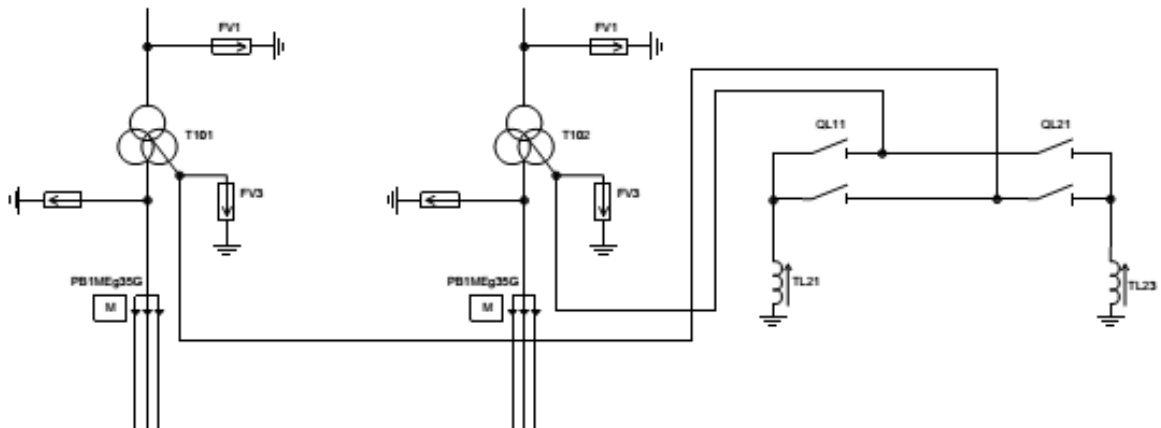 FV1
FV1
QL11
QL21
T101
T102
FV3
FV3
PB1MEg35G
PB1MEg35G
TL21
TL23
M
M